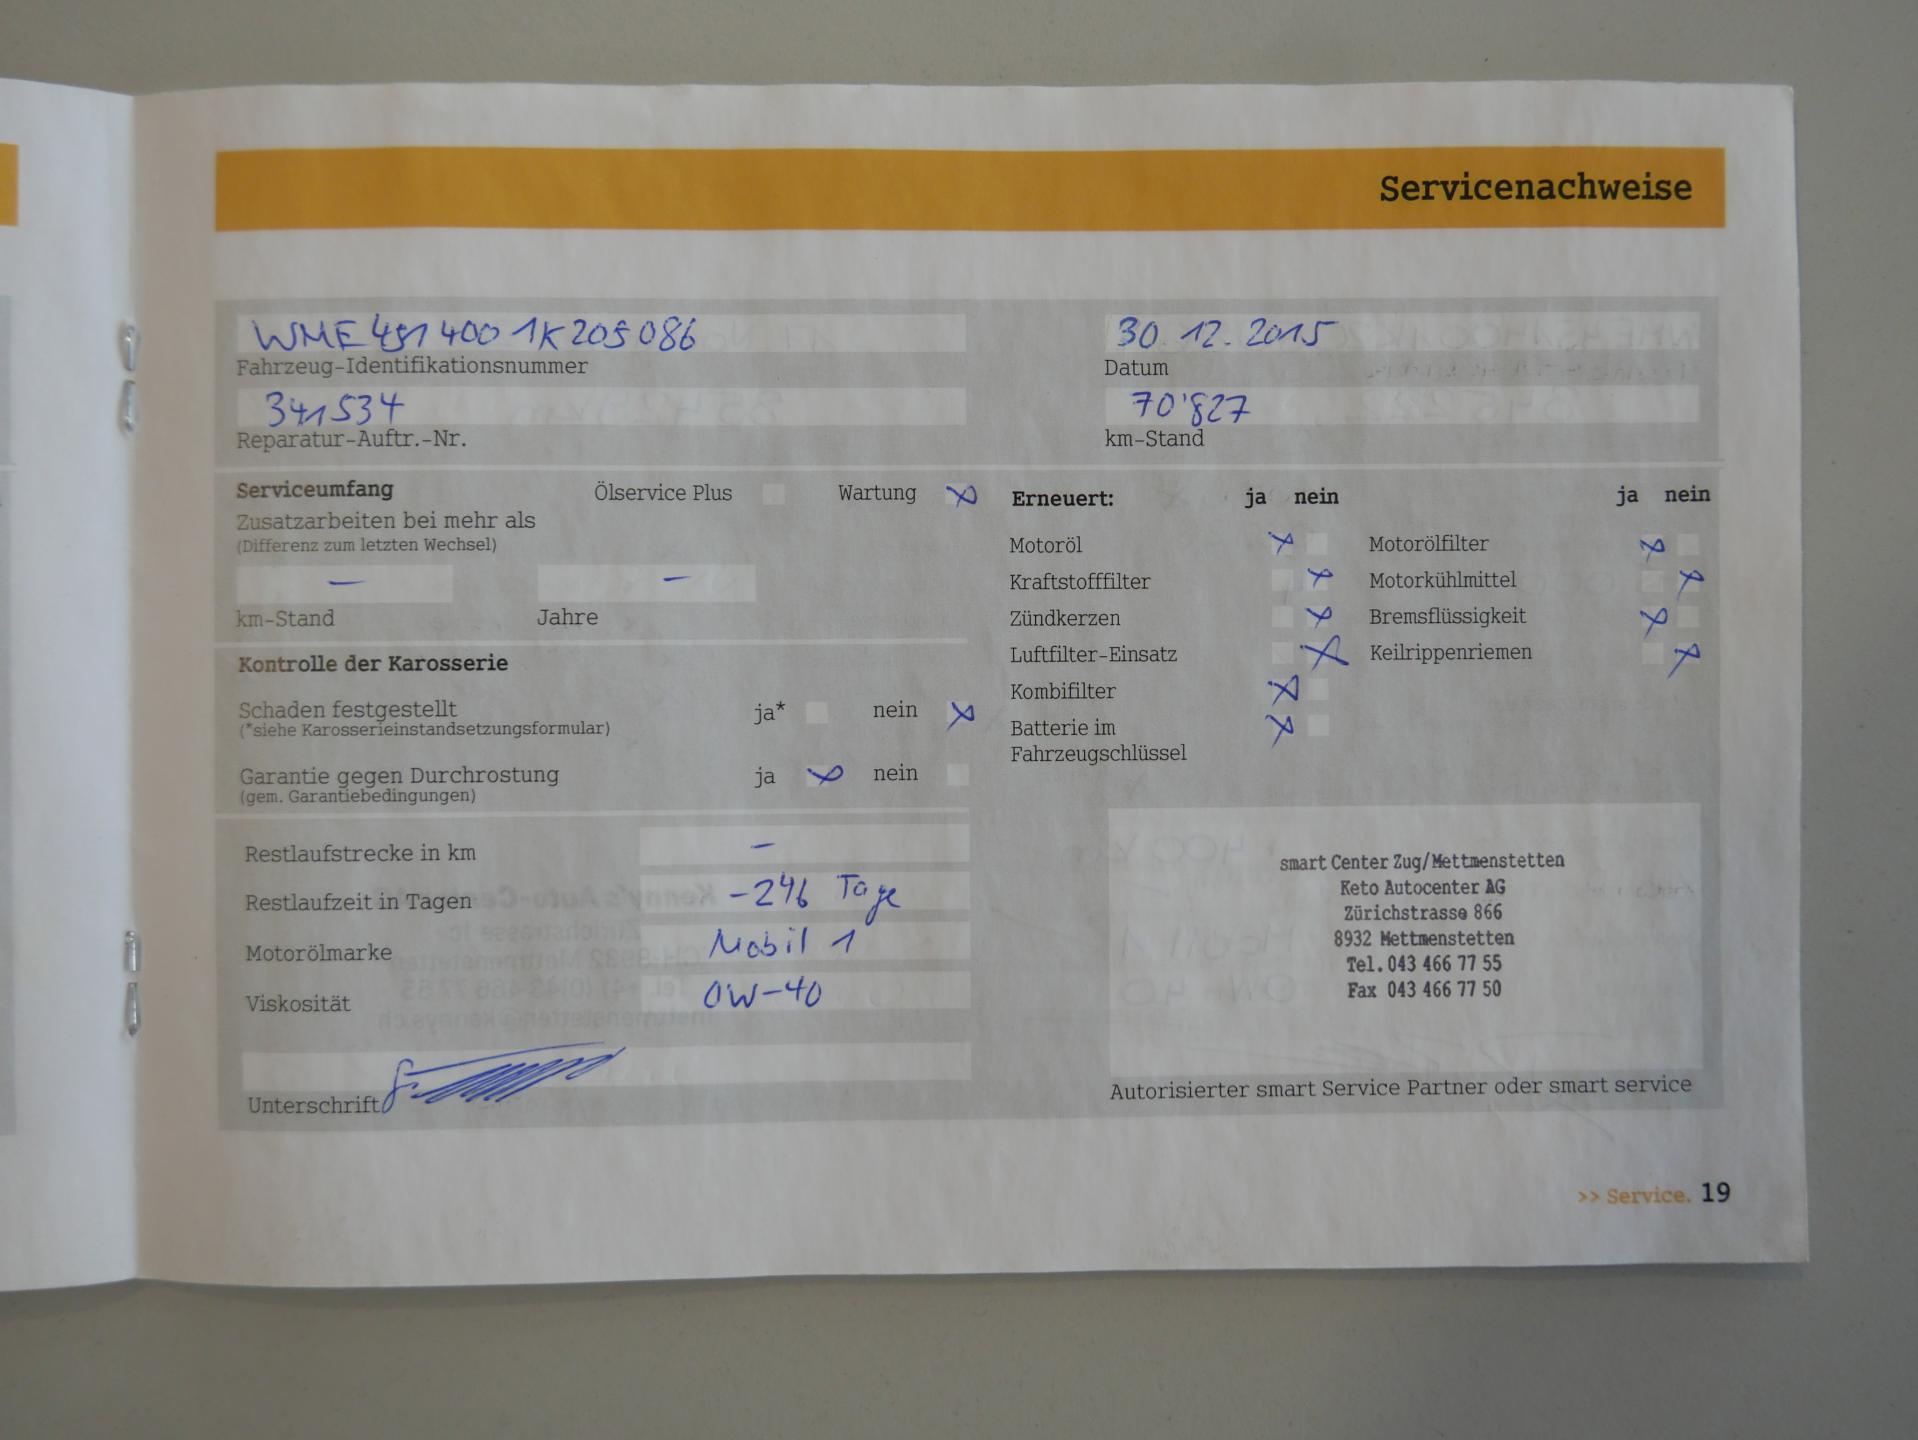 Servicenachweise
WME 451 400 1K 205 086
Fahrzeug-Identifikationsnummer
30.12.2015
Datum
341534
Reparatur-Auftr.-Nr.
70'827
km-Stand
Serviceumfang Ölservice Plus Wartung x
Zusatzarbeiten bei mehr als
(Differenz zum letzten Wechsel)
– –
km-Stand Jahre
Kontrolle der Karosserie
Schaden festgestellt ja* nein x
(*siehe Karosserieinstandsetzungsformular)
Garantie gegen Durchrostung ja x nein
(gem. Garantiebedingungen)
Erneuert: ja nein ja nein
Motoröl x Motorölfilter x
Kraftstofffilter x Motorkühlmittel x
Zündkerzen x Bremsflüssigkeit x
Luftfilter-Einsatz x Keilrippenriemen x
Kombifilter x
Batterie im x
Fahrzeugschlüssel
Restlaufstrecke in km –
Restlaufzeit in Tagen -246 Tage
Motorölmarke Mobil 1
Viskosität 0W-40
Unterschrift
smart Center Zug/Mettmenstetten
Keto Autocenter AG
Zürichstrasse 866
8932 Mettmenstetten
Tel. 043 466 77 55
Fax 043 466 77 50
Autorisierter smart Service Partner oder smart service
>> Service. 19